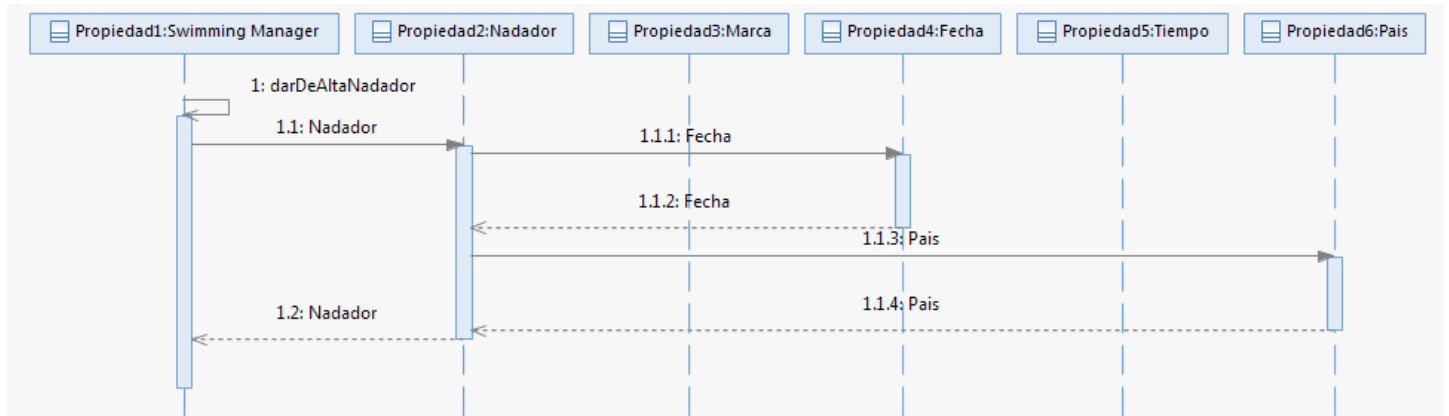 Propiedad1:Swimming Manager
Propiedad2:Nadador
Propiedad3:Marca
Propiedad4:Fecha
Propiedad5:Tiempo
Propiedad6:Pais
1: darDeAltaNadador
1.1: Nadador
1.1.1: Fecha
1.1.2: Fecha
1.1.3: Pais
1.1.4: Pais
1.2: Nadador